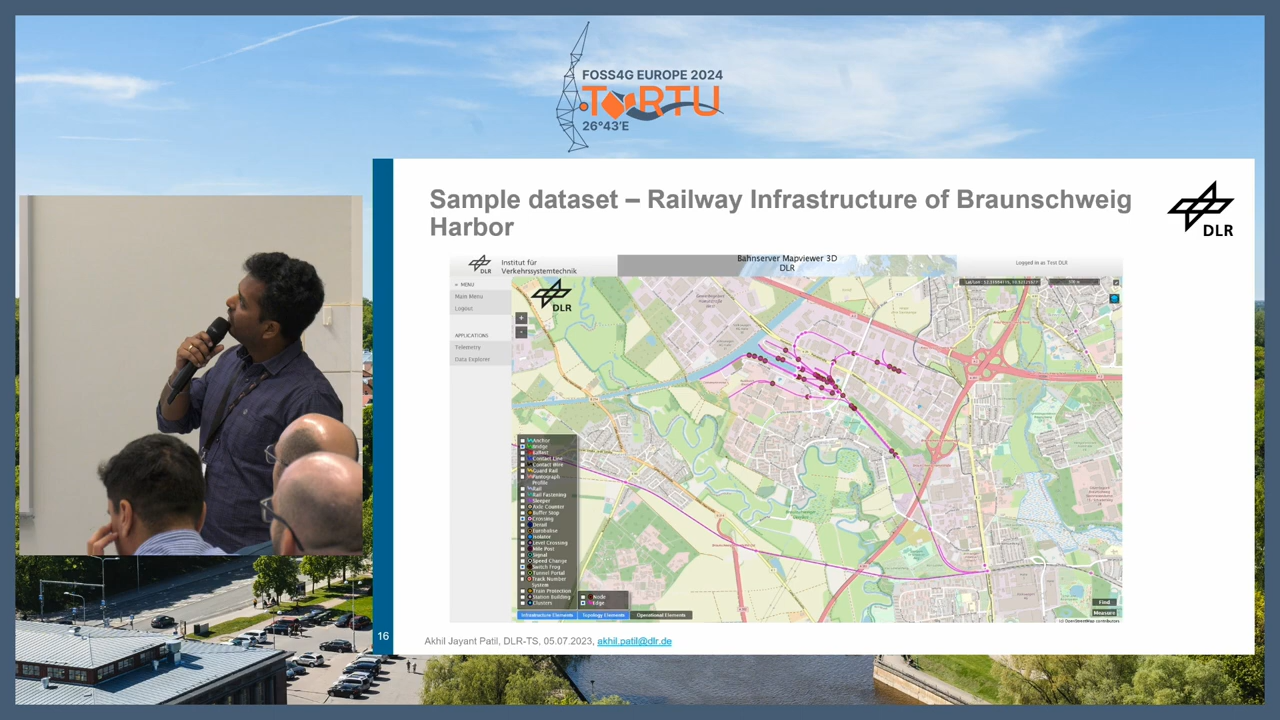 FOSS4G EUROPE 2024
TARTU
26°43'E
Sample dataset – Railway Infrastructure of Braunschweig
Harbor
DLR
DLR
Institut für
Verkehrssystemtechnik
Bahnserver Mapviewer 3D
DLR
Logged in as Test DLR
MENU
Main Menu
Logout
APPLICATIONS
Telemetry
Data Explorer
DLR
+
-
Anchor
Bridge
Ballast
Contact Line
Contact Wire
Guard Rail
Pantograph
Profile
Rail
Rail Fastening
Sleeper
Axle Counter
Buffer Stop
Crossing
Derail
Eurobalise
Isolator
Level Crossing
Mile Post
Signal
Speed Change
Switch Frog
Tunnel Portal
Track Number
System
Train Protection
Station Building
Clusters
Node
Edge
Infrastructure Elements
Topology Elements
Operational Elements
Find
Measure
(c) OpenStreetMap contributors
16
Akhil Jayant Patil, DLR-TS, 05.07.2023, akhil.patil@dlr.de